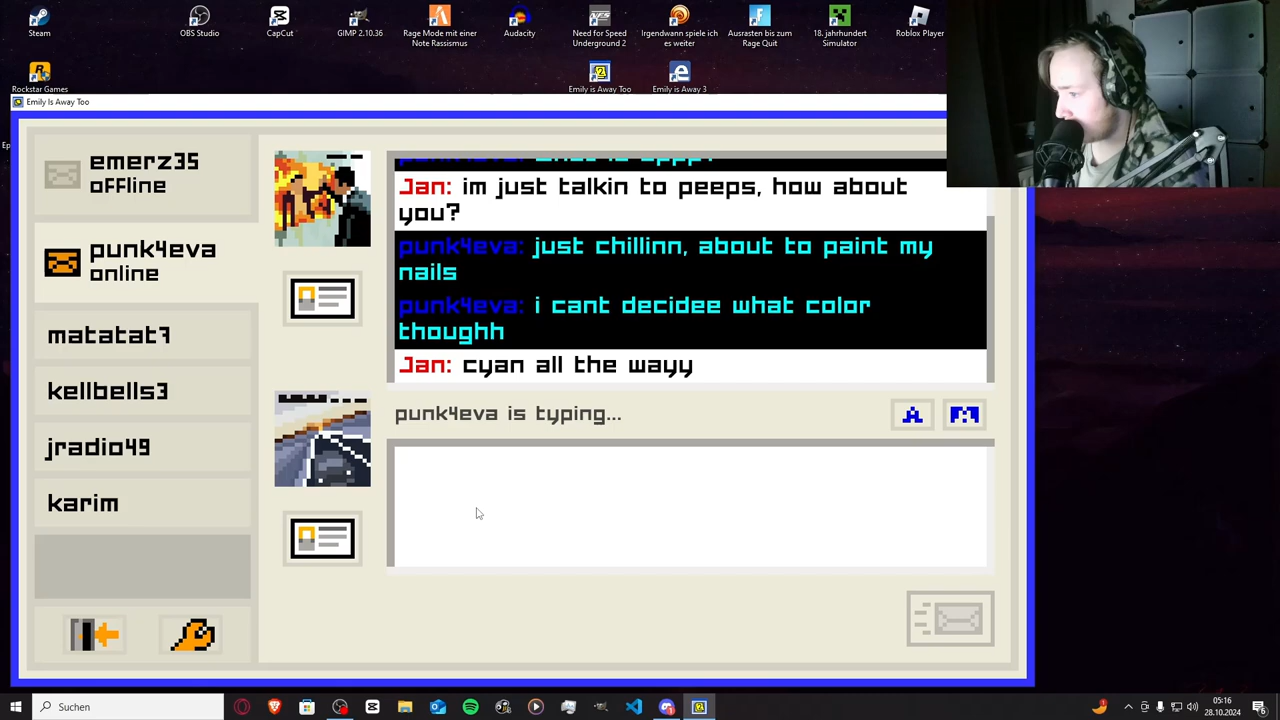 Steam
OBS Studio
CapCut
GIMP 2.10.36
Rage Mode mit einer
Note Rassismus
Audacity
Need for Speed
Underground 2
Irgendwann spiele ich
es weiter
Ausrasten bis zum
Rage Quit
18. jahrhundert
Simulator
Roblox Player
Rockstar Games
Emily is Away Too
Emily is Away 3
Emily Is Away Too
emerz35
offline
punk4eva
online
matatat7
kellbells3
jradio49
karim
Jan: im just talkin to peeps, how about
you?
punk4eva: just chillinn, about to paint my
nails
punk4eva: i cant decidee what color
thoughh
Jan: cyan all the wayy
punk4eva is typing...
A
M
Suchen
05:16
28.10.2024